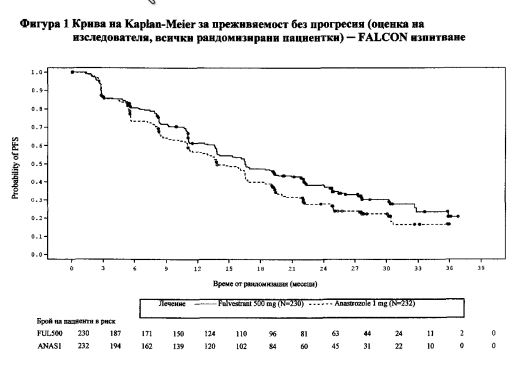 Фигура 1 Крива на Kaplan-Meier за преживяемост без прогресия (оценка на
изследователя, всички рандомизирани пациентки) — FALCON изпитване
1.0
0.9
0.8
0.7
0.6
0.5
0.4
0.3
0.2
0.1
0.0
Probability of PFS
0 3 6 9 12 15 18 21 24 27 30 33 36 39
Време от рандомизация (месеци)
Лечение Fulvestrant 500 mg (N=230) Anastrozole 1 mg (N=232)
Брой на пациенти в риск
FUL500 230 187 171 150 124 110 96 81 63 44 24 11 2 0
ANAS1 232 194 162 139 120 102 84 60 45 31 22 10 0 0